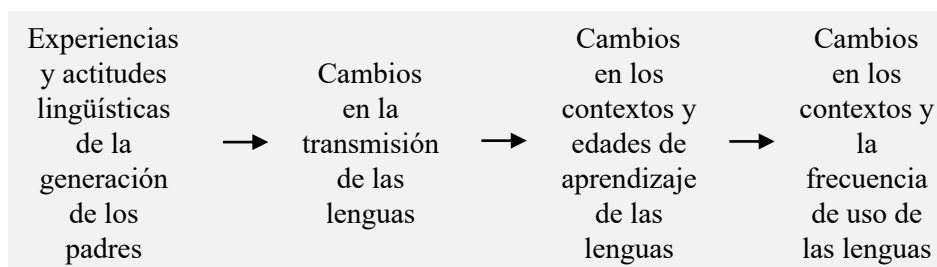 Experiencias
y actitudes
lingüísticas
de la
generación
de los
padres
Cambios
en la
transmisión
de las
lenguas
Cambios
en los
contextos y
edades de
aprendizaje
de las
lenguas
Cambios
en los
contextos y
la
frecuencia
de uso de
las lenguas